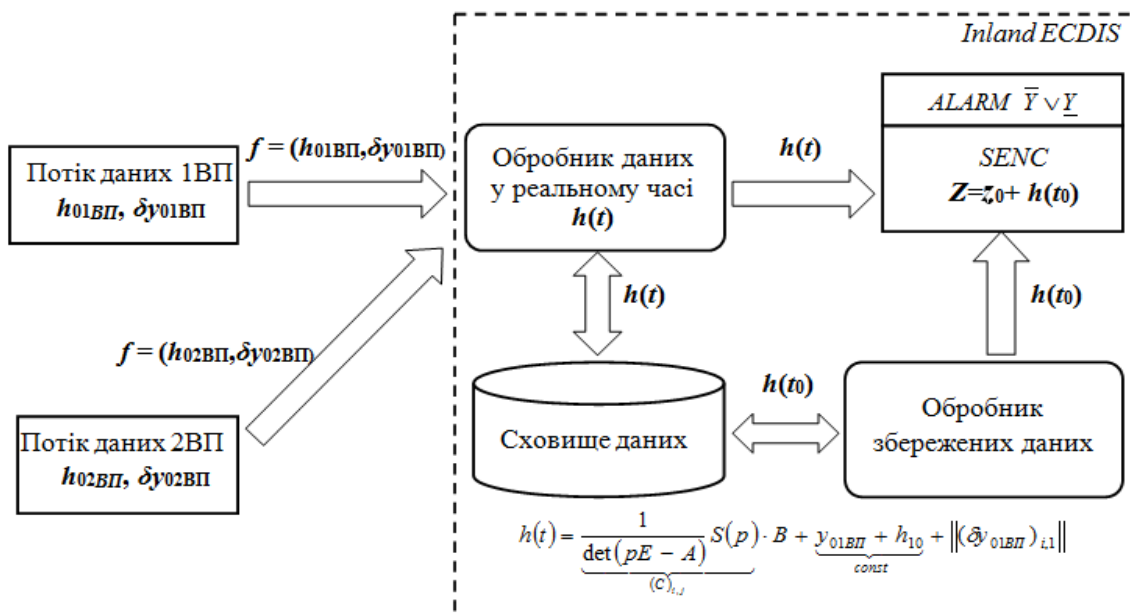 Inland ECDIS
ALARM Y̅ ∨ Y̲
SENC
Z=z₀+ h(t₀)
f = (h01ВП,δy01ВП)
Потік даних 1ВП
h01ВП, δy01ВП
Обробник даних
у реальному часі
h(t)
h(t)
h(t)
h(t₀)
f = (h02ВП,δy02ВП)
Потік даних 2ВП
h02ВП, δy02ВП
Сховище даних
h(t₀)
Обробник
збережених даних
h(t) = 1/det(pE − A) S(p) · B + y01ВП + h10 + ‖(δy01ВП)i,1‖
(C)i,j
const